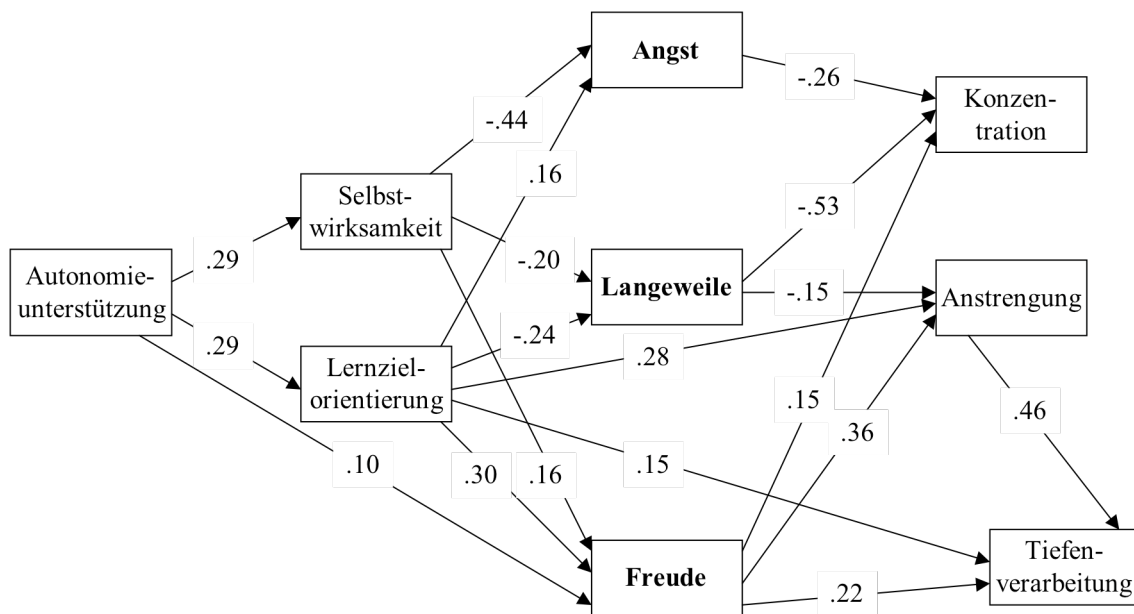 Angst
-.26
Konzen-
tration
-.44
.16
Selbst-
wirksamkeit
-.53
.29
-.20
Autonomie-
unterstützung
Langeweile
-.15
Anstrengung
.29
-.24
.28
Lernziel-
orientierung
.15
.36
.46
.10
.30
.16
.15
Freude
.22
Tiefen-
verarbeitung